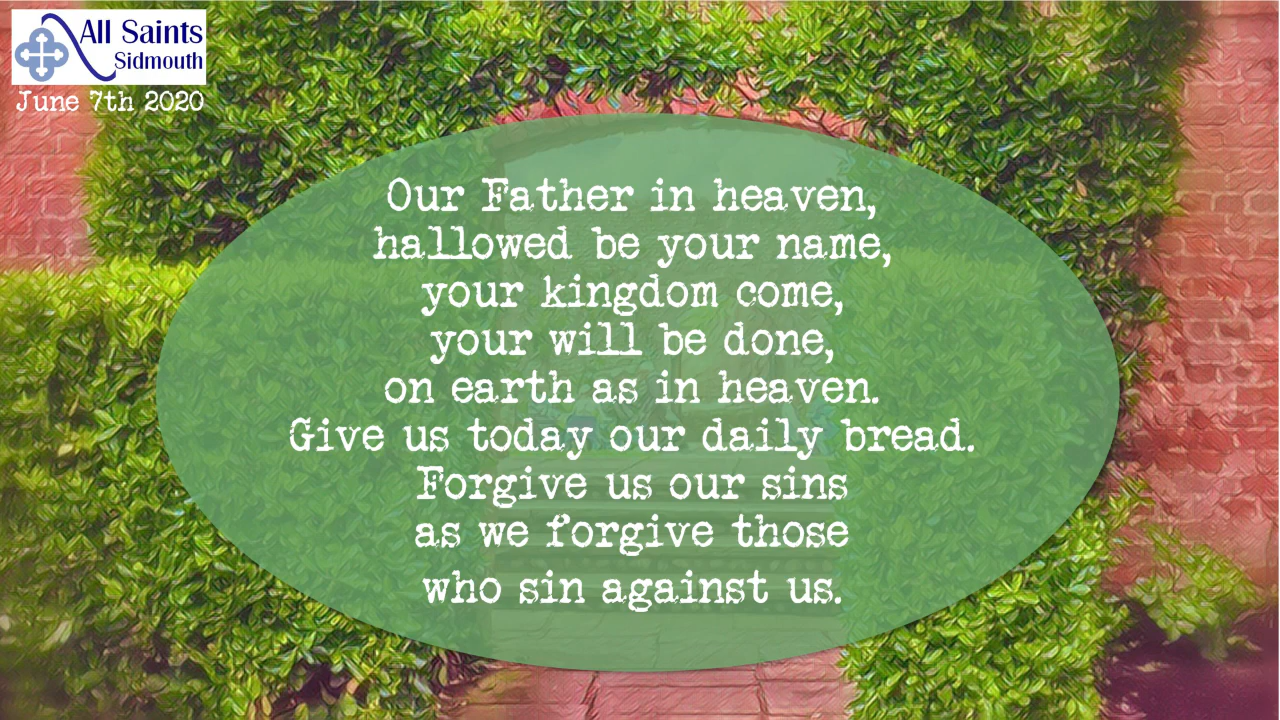 All Saints
Sidmouth
June 7th 2020
Our Father in heaven,
hallowed be your name,
your kingdom come,
your will be done,
on earth as in heaven.
Give us today our daily bread.
Forgive us our sins
as we forgive those
who sin against us.